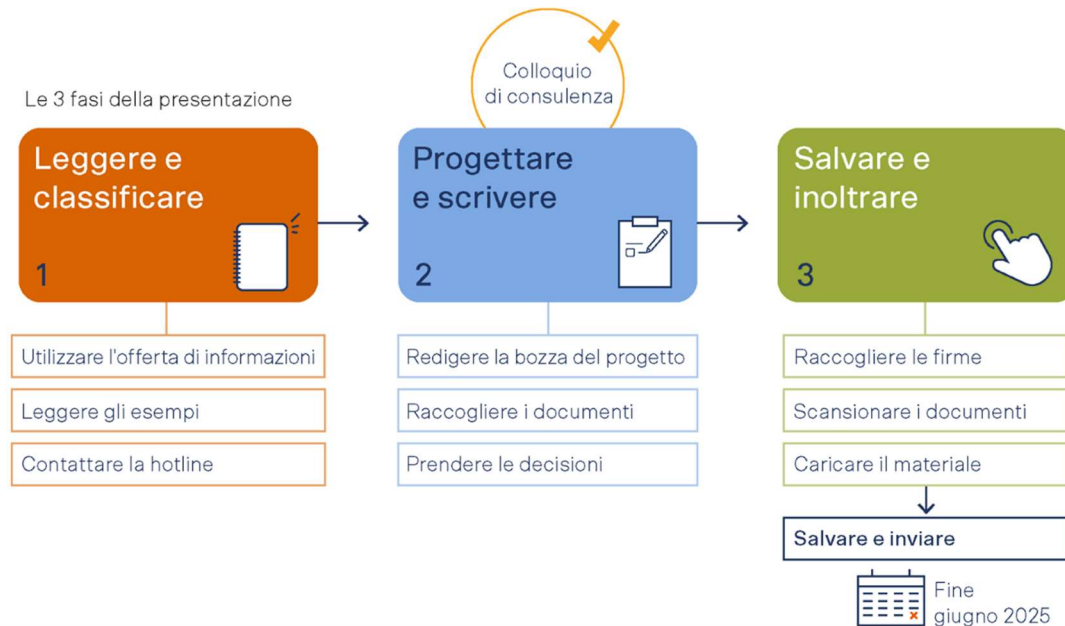 Le 3 fasi della presentazione
Leggere e
classificare
1
Utilizzare l'offerta di informazioni
Leggere gli esempi
Contattare la hotline
Colloquio
di consulenza
Progettare
e scrivere
2
Redigere la bozza del progetto
Raccogliere i documenti
Prendere le decisioni
Salvare e
inoltrare
3
Raccogliere le firme
Scansionare i documenti
Caricare il materiale
Salvare e inviare
Fine
giugno 2025